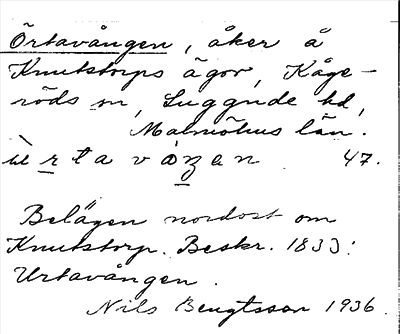 Örtavången, åker å
Knutstorps ägor, Kåge-
röds sn, Luggude hd,
Malmöhus län.
rtavåŋen 47.
Belägen nordost om
Knutstorp. Beskr. 1833:
Urtavången.
Nils Bengtsson 1936.